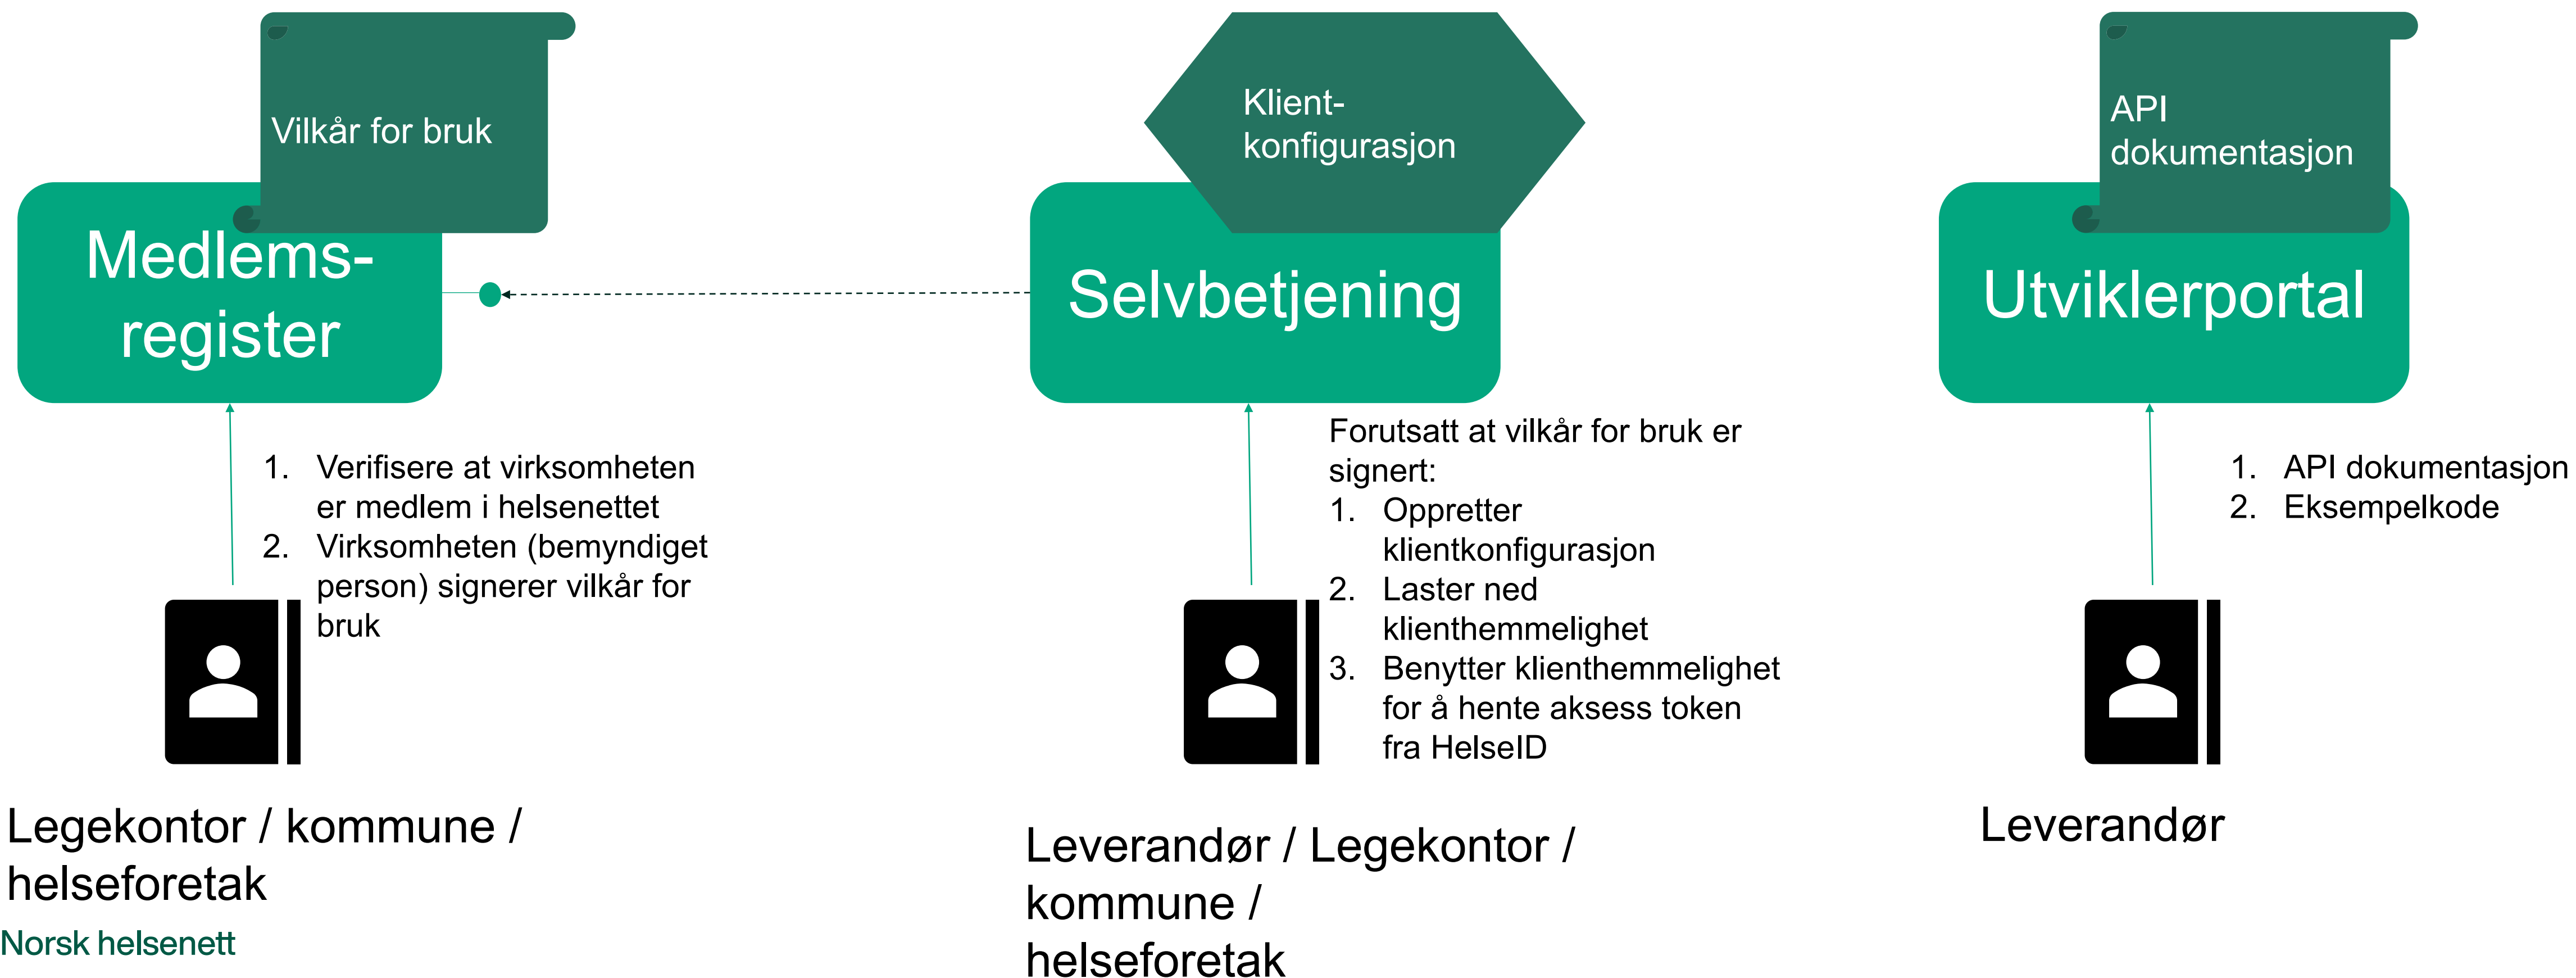 Vilkår for bruk
Medlems-
register
1. Verifisere at virksomheten
er medlem i helsenettet
2. Virksomheten (bemyndiget
person) signerer vilkår for
bruk
Legekontor / kommune /
helseforetak
Norsk helsenett
Klient-
konfigurasjon
Selvbetjening
Forutsatt at vilkår for bruk er
signert:
1. Oppretter
klientkonfigurasjon
2. Laster ned
klienthemmelighet
3. Benytter klienthemmelighet
for å hente aksess token
fra HelseID
Leverandør / Legekontor /
kommune /
helseforetak
API
dokumentasjon
Utviklerportal
1. API dokumentasjon
2. Eksempelkode
Leverandør